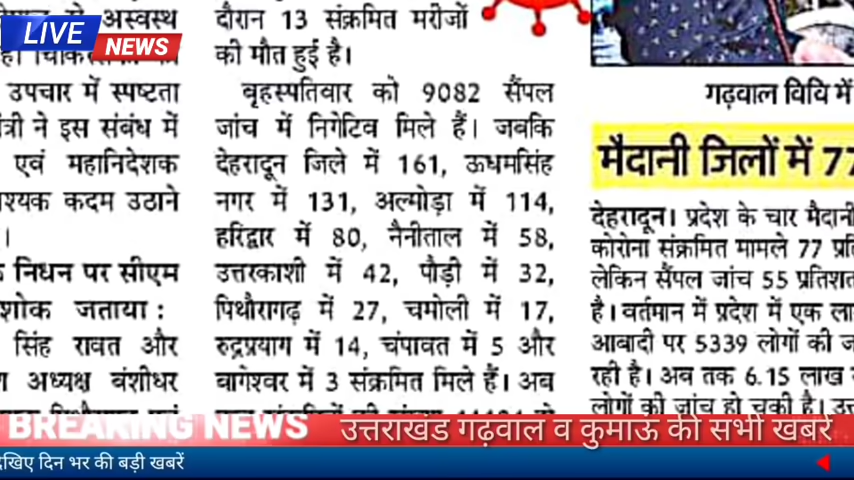 LIVE
NEWS
अस्वस्थ
उपचार में स्पष्टता
ने इस संबंध में
एवं महानिदेशक
कदम उठाने
।
निधन पर सीएम
शोक जताया :
सिंह रावत और
अध्यक्ष बंशीधर
दौरान 13 संक्रमित मरीजों
की मौत हुई है।
बृहस्पतिवार को 9082 सैंपल
जांच में निगेटिव मिले हैं। जबकि
देहरादून जिले में 161, ऊधमसिंह
नगर में 131, अल्मोड़ा में 114,
हरिद्वार में 80, नैनीताल में 58,
उत्तरकाशी में 42, पौड़ी में 32,
पिथौरागढ़ में 27, चमोली में 17,
रुद्रप्रयाग में 14, चंपावत में 5 और
बागेश्वर में 3 संक्रमित मिले हैं। अब
गढ़वाल विवि में
मैदानी जिलों में 77
देहरादून। प्रदेश के चार मैदानी
कोरोना संक्रमित मामले 77
लेकिन सैंपल जांच 55 प्रतिशत
है। वर्तमान में प्रदेश में एक
आबादी पर 5339 लोगों की
रही है। अब तक 6.15 लाख
लोगों की जांच हो चुकी है।
BREAKING NEWS
उत्तराखंड गढ़वाल व कुमाऊ की सभी खबरें
दिन भर की बड़ी खबरें